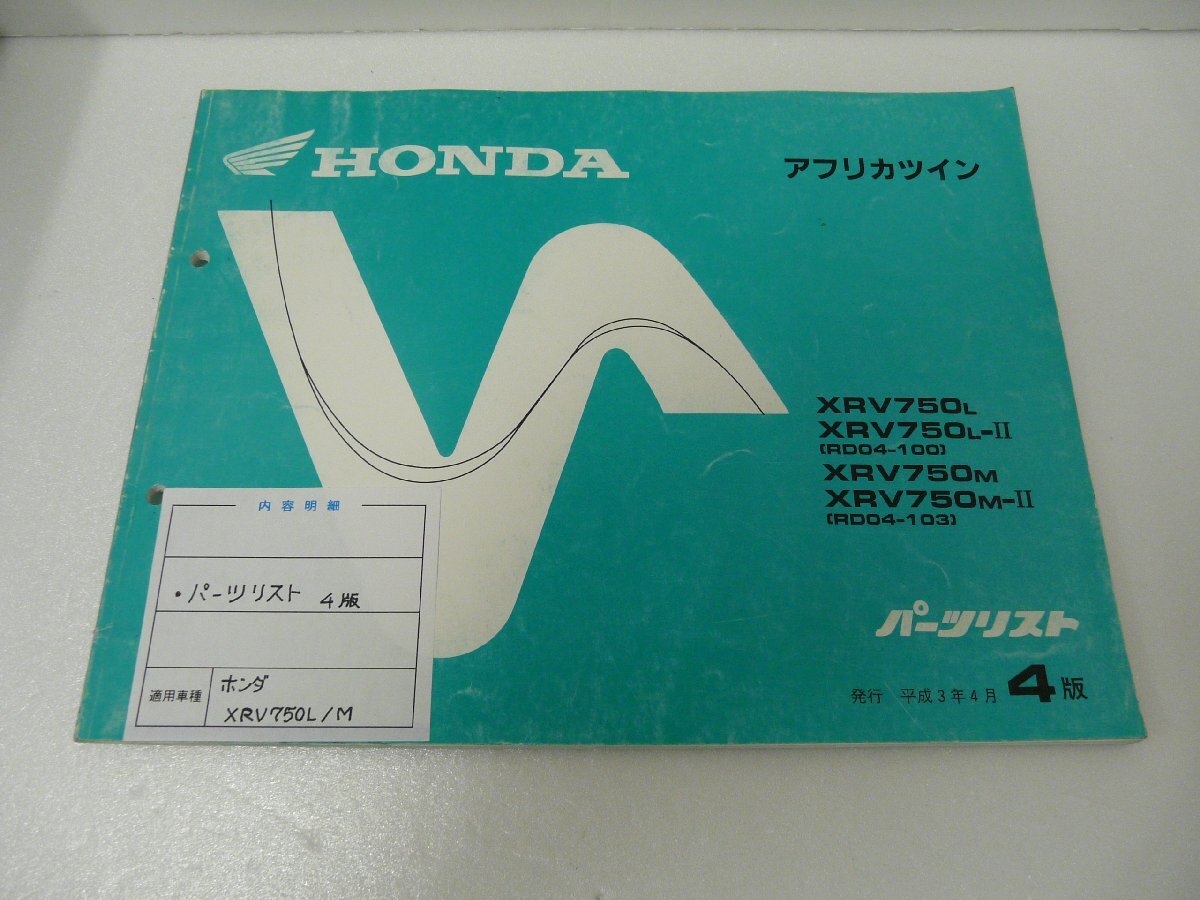 HONDA
アフリカツイン
XRV750L
XRV750L-II
(RD04-100)
XRV750M
XRV750M-II
(RD04-103)
パーツリスト
発行 平成3年4月 4版
内容明細
・パーツリスト 4版
適用車種
ホンダ
XRV750L/M